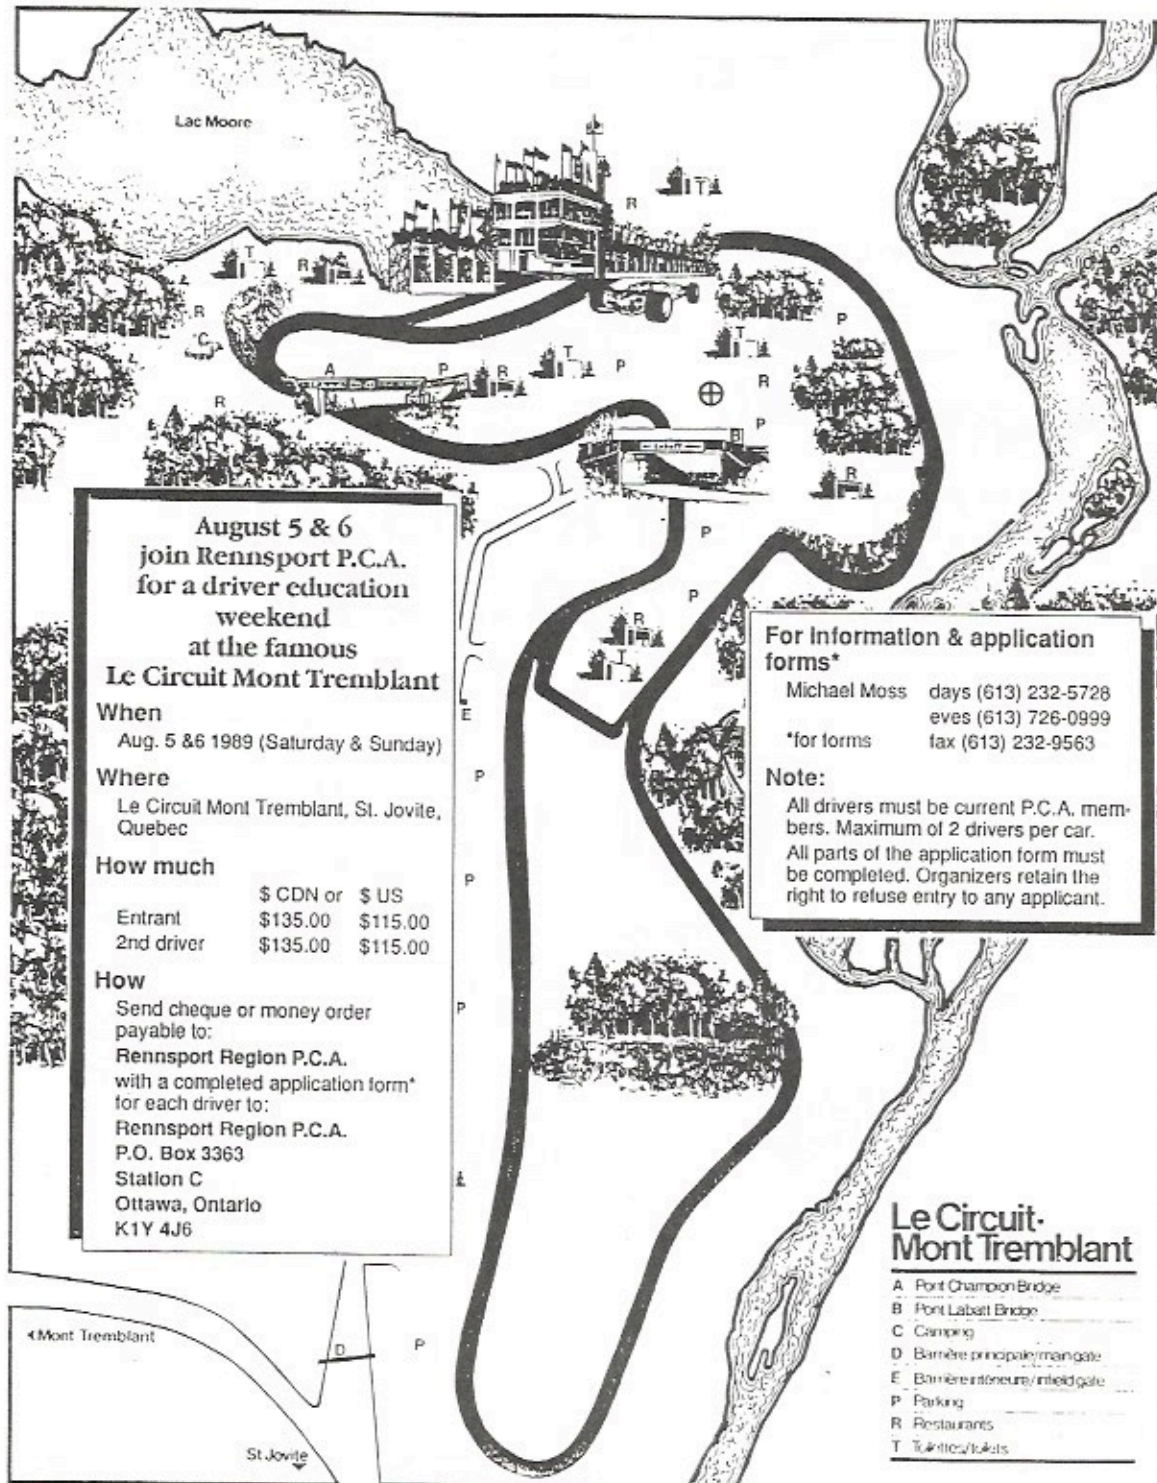 Lac Moore
T
R
T
R
R
C
T
P
A
P
R
T
P
R
R
B
P
R
August 5 & 6
join Rennsport P.C.A.
for a driver education
weekend
at the famous
Le Circuit Mont Tremblant
When
Aug. 5 &6 1989 (Saturday & Sunday)
Where
Le Circuit Mont Tremblant, St. Jovite,
Quebec
How much
$ CDN or $ US
Entrant $135.00 $115.00
2nd driver $135.00 $115.00
How
Send cheque or money order
payable to:
Rennsport Region P.C.A.
with a completed application form*
for each driver to:
Rennsport Region P.C.A.
P.O. Box 3363
Station C
Ottawa, Ontario
K1Y 4J6
P
P
R
T
E
P
P
P
For information & application
forms*
Michael Moss days (613) 232-5728
eves (613) 726-0999
*for forms fax (613) 232-9563
Note:
All drivers must be current P.C.A. mem-
bers. Maximum of 2 drivers per car.
All parts of the application form must
be completed. Organizers retain the
right to refuse entry to any applicant.
Mont Tremblant
D
P
St Jovite
Le Circuit·
Mont Tremblant
A Pont Champion Bridge
B Pont Labatt Bridge
C Camping
D Barrière principale/main gate
E Barrière intérieure/infield gate
P Parking
R Restaurants
T Toilettes/toilets